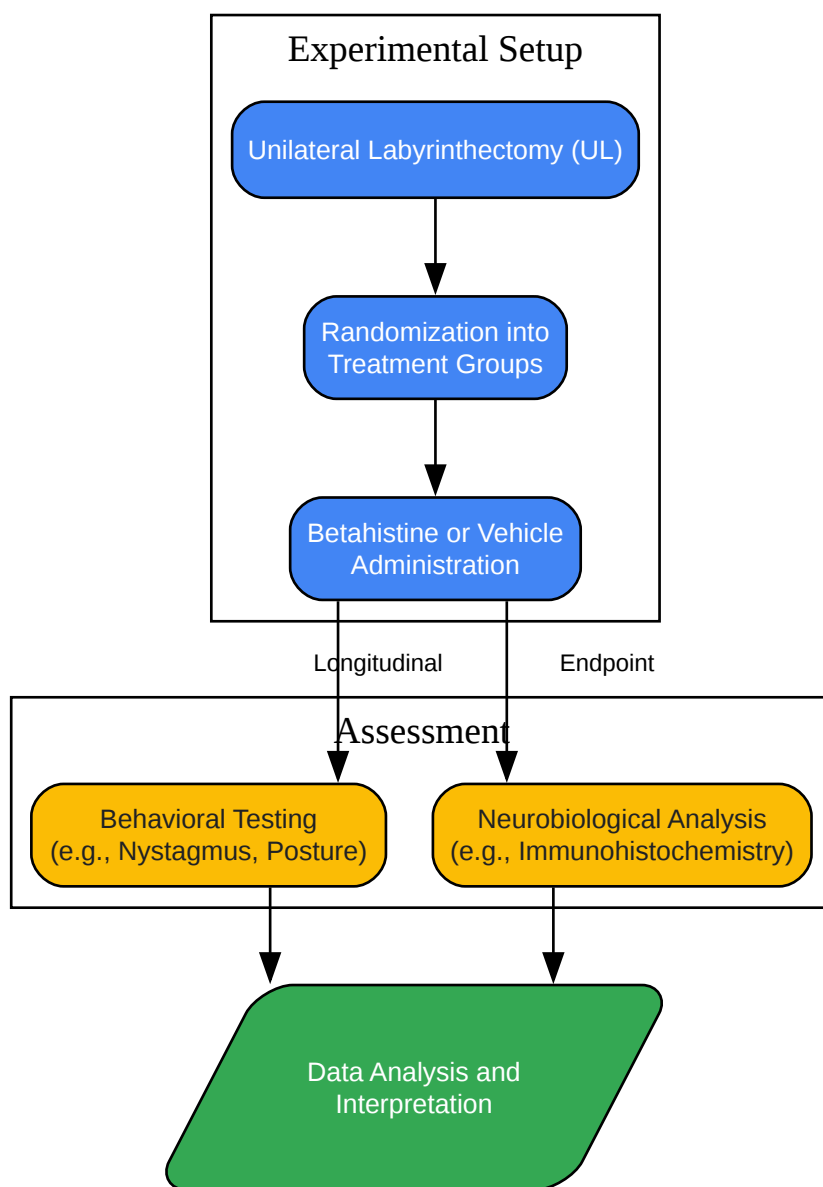 Experimental Setup
Unilateral Labyrinthectomy (UL)
Randomization into
Treatment Groups
Betahistine or Vehicle
Administration
Longitudinal
Endpoint
Assessment
Behavioral Testing
(e.g., Nystagmus, Posture)
Neurobiological Analysis
(e.g., Immunohistochemistry)
Data Analysis and
Interpretation